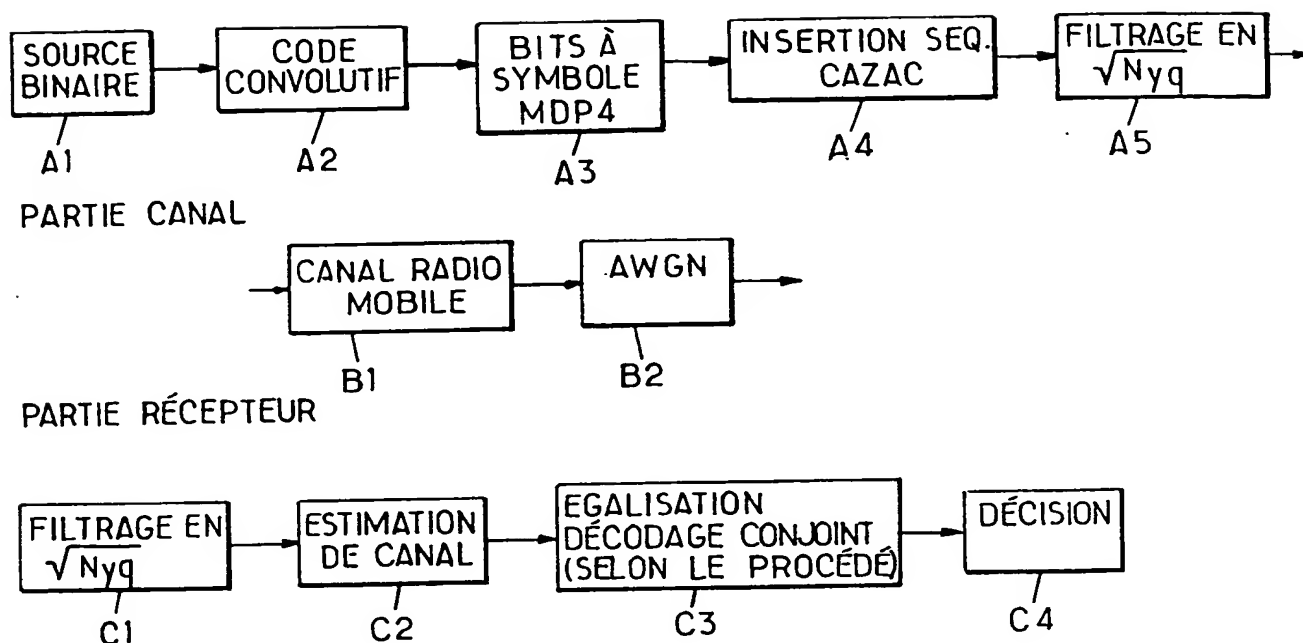 SOURCE
BINAIRE
CODE
CONVOLUTIF
BITS À
SYMBOLE
MDP4
INSERTION SEQ.
CAZAC
FILTRAGE EN
√Nyq
A1
A2
A3
A4
A5
PARTIE CANAL
CANAL RADIO
MOBILE
AWGN
B1
B2
PARTIE RÉCEPTEUR
FILTRAGE EN
√Nyq
ESTIMATION
DE CANAL
EGALISATION
DÉCODAGE CONJOINT
(SELON LE PROCÉDÉ)
DÉCISION
C1
C2
C3
C4